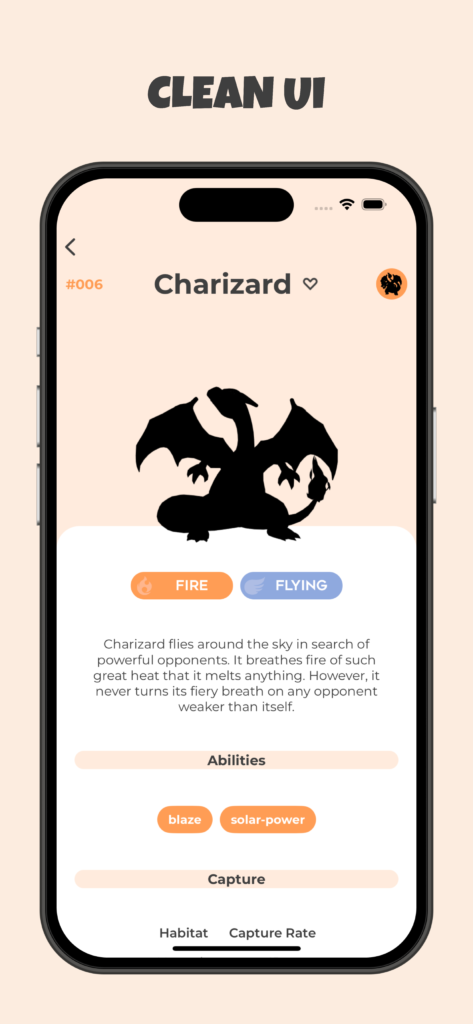 CLEAN UI
#006
Charizard
FIRE
FLYING
Charizard flies around the sky in search of
powerful opponents. It breathes fire of such
great heat that it melts anything. However, it
never turns its fiery breath on any opponent
weaker than itself.
Abilities
blaze
solar-power
Capture
Habitat
Capture Rate